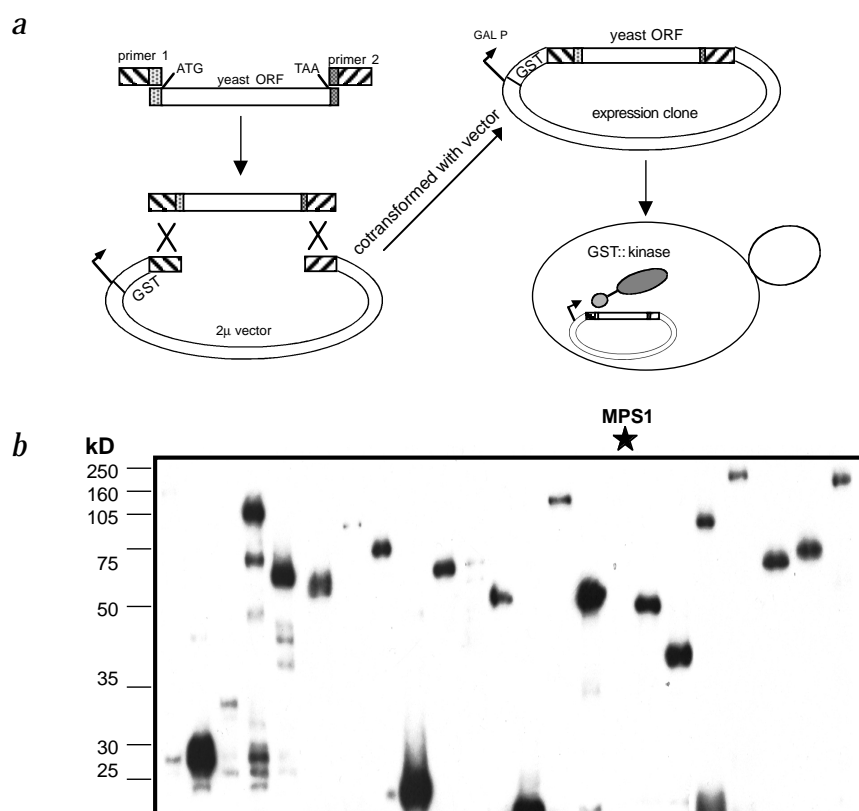 a
primer 1
ATG
yeast ORF
TAA
primer 2
GST
2μ vector
cotransformed with vector
GAL P
GST
yeast ORF
expression clone
GST::kinase
b
kD
MPS1
250
160
105
75
50
35
30
25